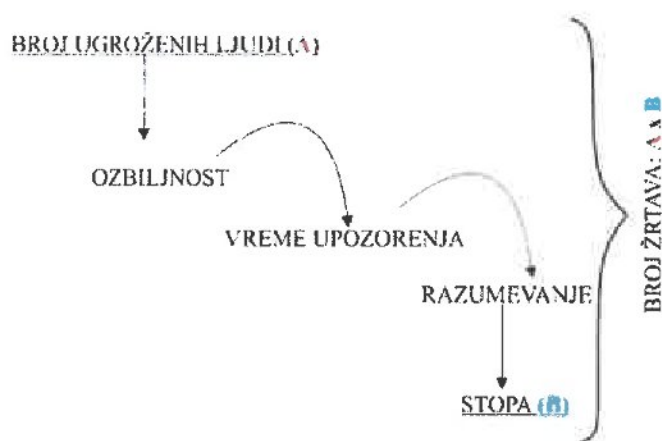 BROJ UGROŽENIH LJUDI (A)
OZBILJNOST
VREME UPOZORENJA
RAZUMEVANJE
STOPA (B)
BROJ ŽRTAVA: A x B